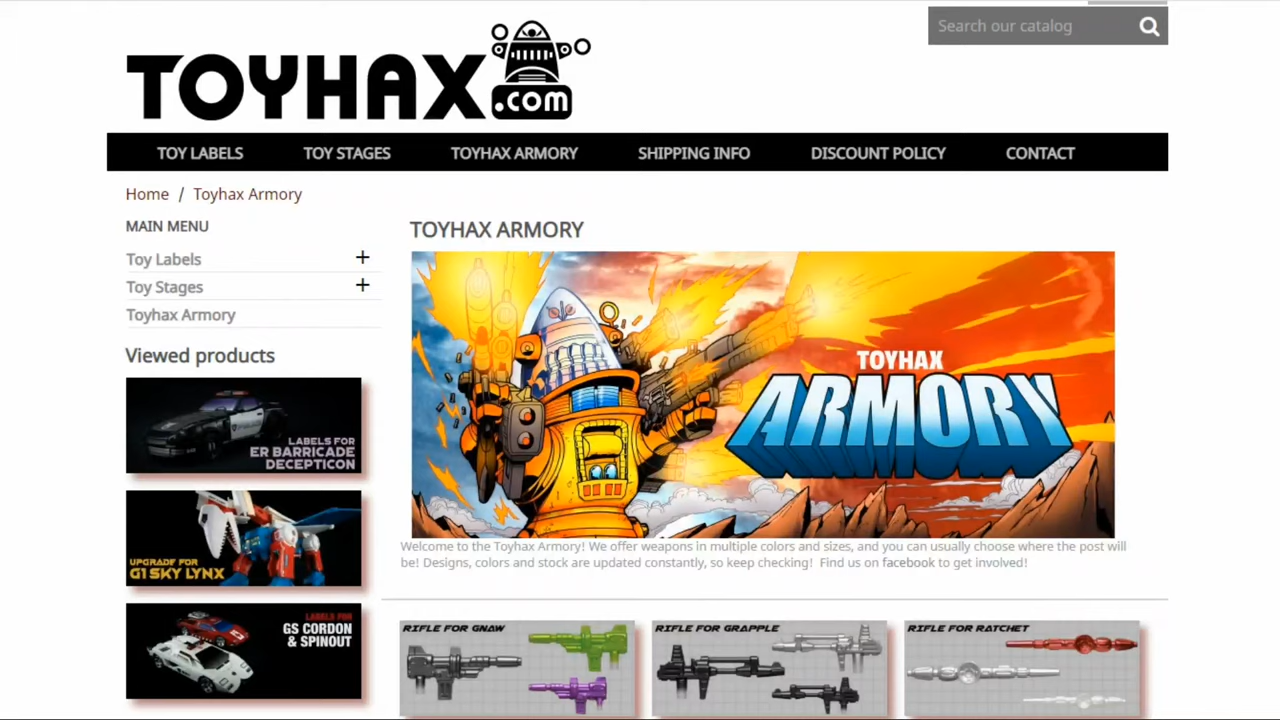 Search our catalog
TOYHAX
.com
TOY LABELS TOY STAGES TOYHAX ARMORY SHIPPING INFO DISCOUNT POLICY CONTACT
Home / Toyhax Armory
MAIN MENU
Toy Labels +
Toy Stages +
Toyhax Armory
Viewed products
LABELS FOR
ER BARRICADE
DECEPTICON
UPGRADE FOR
G1 SKY LYNX
LABELS FOR
GS CORDON
& SPINOUT
TOYHAX ARMORY
TOYHAX
ARMORY
Welcome to the Toyhax Armory! We offer weapons in multiple colors and sizes, and you can usually choose where the post will
be! Designs, colors and stock are updated constantly, so keep checking! Find us on facebook to get involved!
RIFLE FOR GNAW
RIFLE FOR GRAPPLE
RIFLE FOR RATCHET